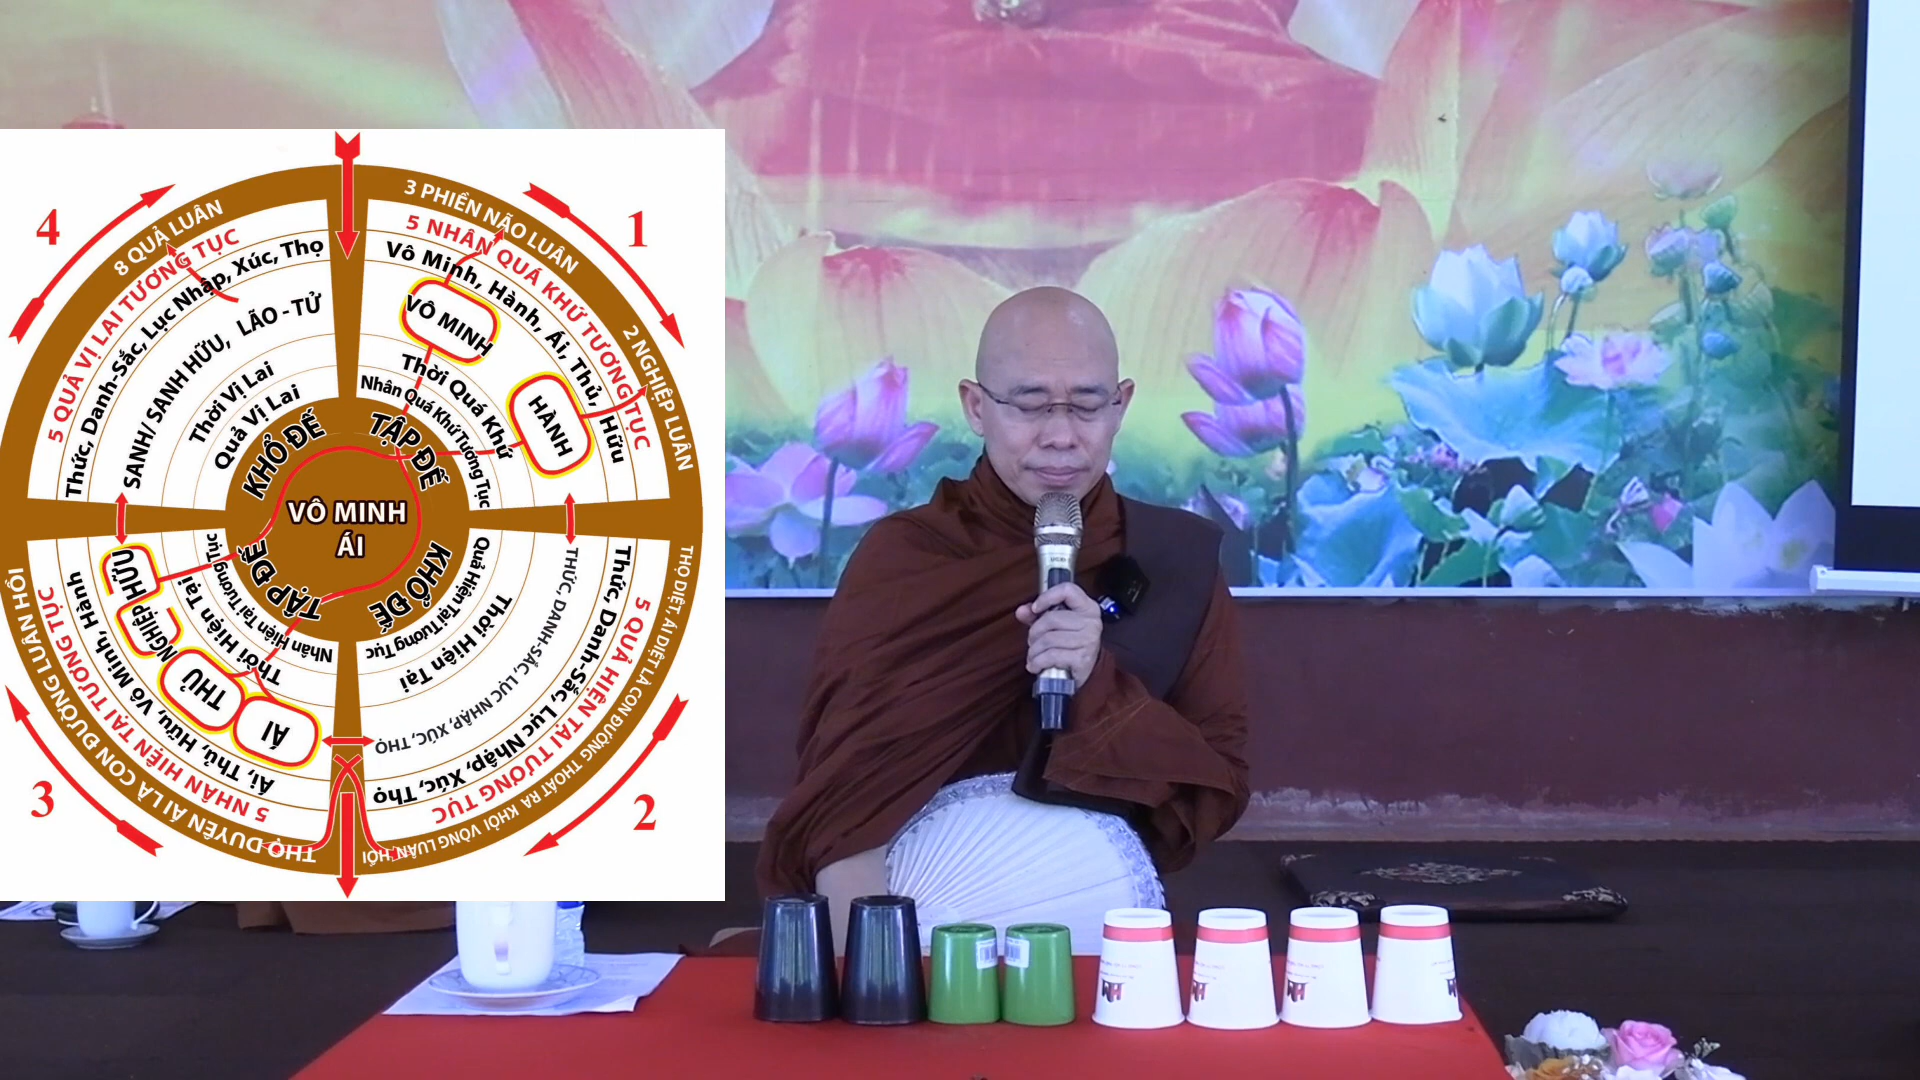 4
1
8 QUẢ LUÂN
5 QUẢ VỊ LAI TƯƠNG TỤC
Thức, Danh-Sắc, Lục Nhập, Xúc, Thọ
SANH/ SANH HỮU, LÃO - TỬ
Thời Vị Lai
Quả Vị Lai
KHỔ ĐẾ
3 PHIỀN NÃO LUÂN
2 NGHIỆP LUÂN
5 NHÂN QUÁ KHỨ TƯƠNG TỤC
Vô Minh, Hành, Ái, Thủ, Hữu
VÔ MINH
HÀNH
Thời Quá Khứ
Nhân Quá Khứ Tương Tục
TẬP ĐẾ
VÔ MINH
ÁI
THỌ DUYÊN ÁI LÀ CON ĐƯỜNG LUÂN HỒI
5 NHÂN HIỆN TẠI TƯƠNG TỤC
Ái, Thủ, Hữu, Vô Minh, Hành
NGHIỆP HỮU
THỦ
ÁI
Thời Hiện Tại
Nhân Hiện Tại Tương Tục
TẬP ĐẾ
THỌ DIỆT, ÁI DIỆT LÀ CON ĐƯỜNG THOÁT RA KHỎI VÒNG LUÂN HỒI
5 QUẢ HIỆN TẠI TƯƠNG TỤC
Thức, Danh-Sắc, Lục Nhập, Xúc, Thọ
THỨC, DANH-SẮC, LỤC NHẬP, XÚC, THỌ
Thời Hiện Tại
Quả Hiện Tại Tương Tục
KHỔ ĐẾ
3
2